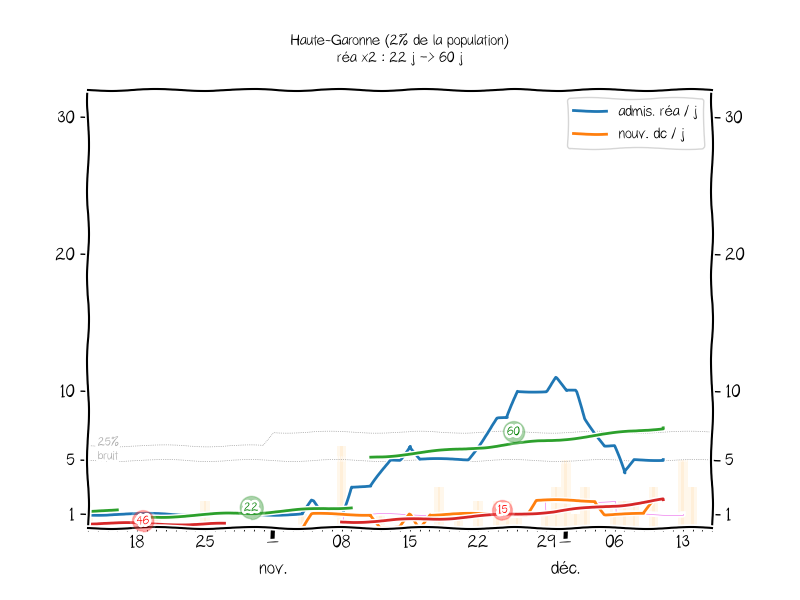 Haute-Garonne (2% de la population)
réa x2 : 22 j -> 60 j
admis. réa / j
nouv. dc / j
30 30
20 20
10 10
25%
bruit
5 5
1 1
60
22
46
15
18 25 08 15 22 29 06 13
nov. déc.